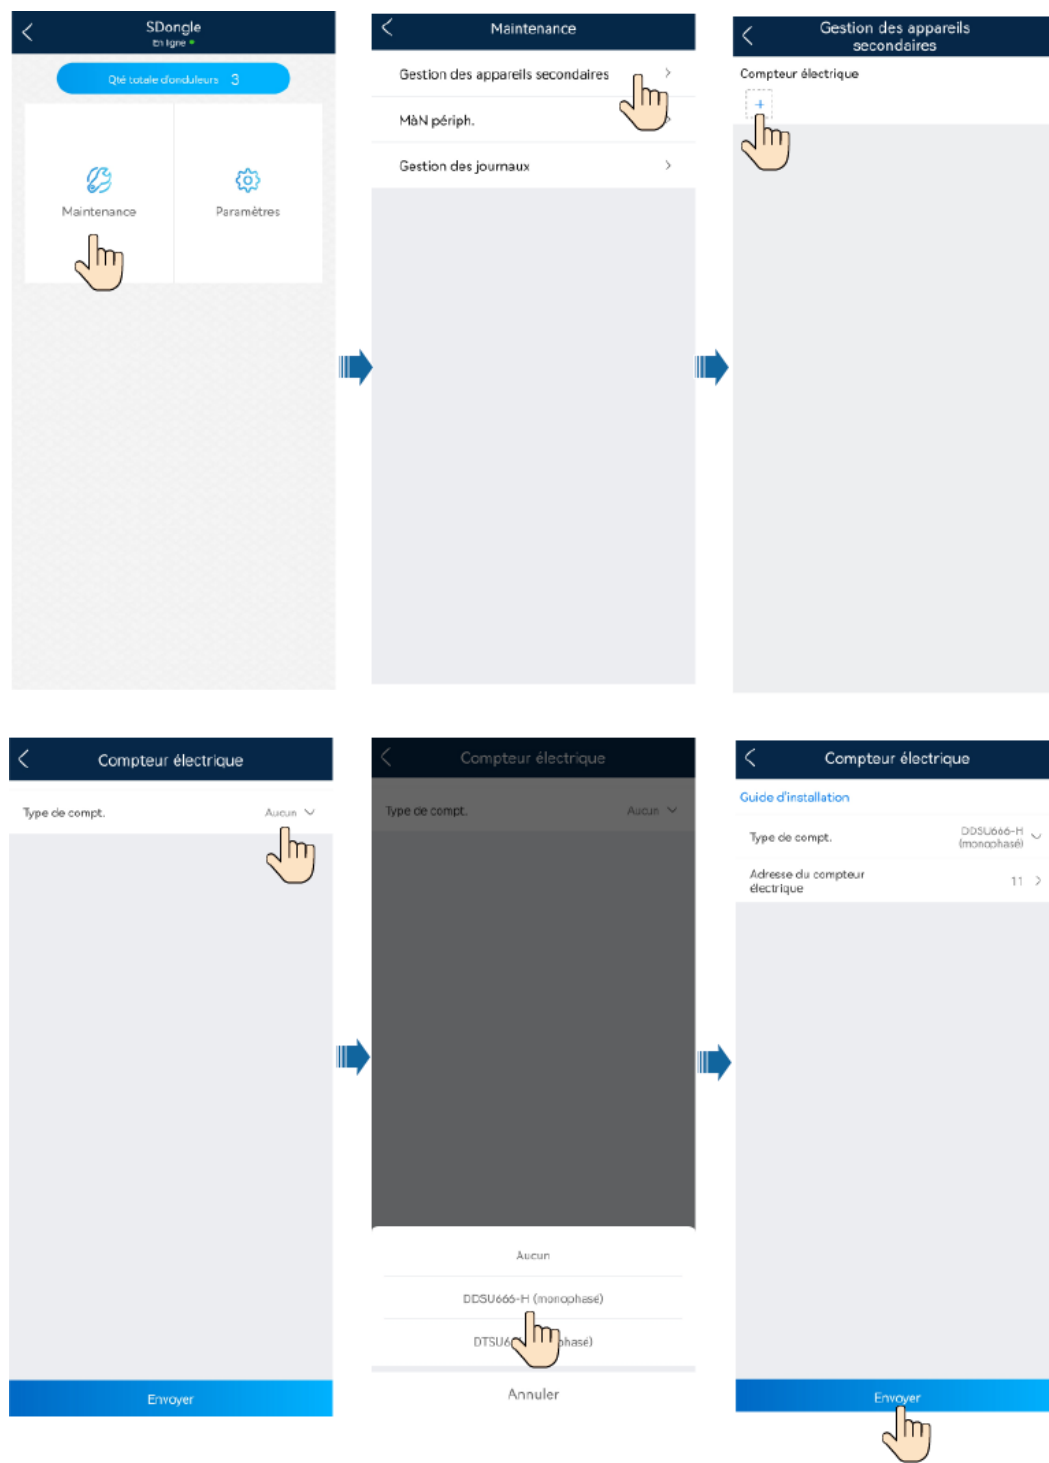 SDongle
En ligne
Qté totale d'onduleurs 3
Maintenance
Paramètres
Maintenance
Gestion des appareils secondaires
MàN périph.
Gestion des journaux
Gestion des appareils
secondaires
Compteur électrique
+
Compteur électrique
Type de compt. Aucun
Envoyer
Compteur électrique
Type de compt. Aucun
Aucun
DDSU666-H (monophasé)
DTSU6 phasé)
Annuler
Compteur électrique
Guide d'installation
Type de compt. DDSU666-H
(monophasé)
Adresse du compteur
électrique 11
Envoyer